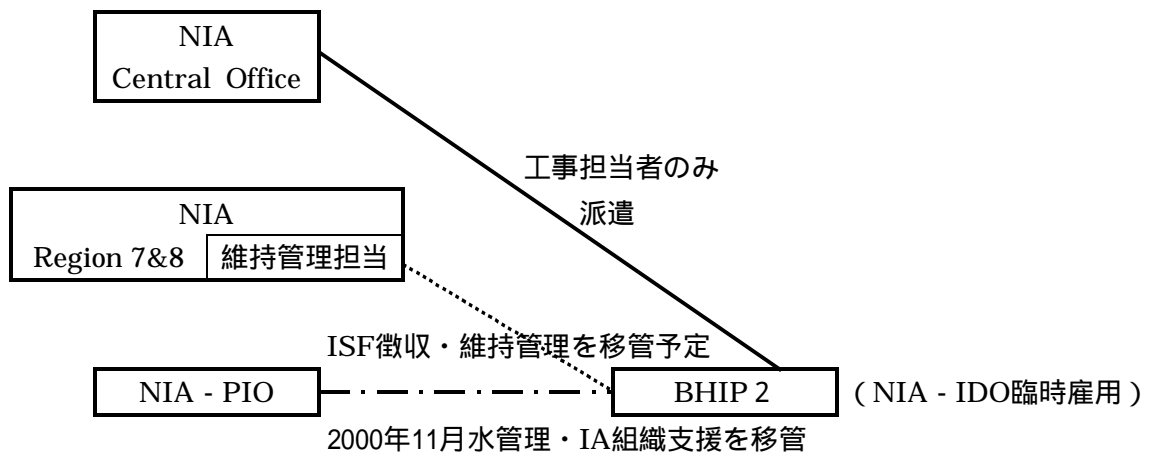 NIA
Central Office
工事担当者のみ
派遣
NIA
Region 7&8 維持管理担当
ISF徴収・維持管理を移管予定
NIA - PIO
BHIP 2
( NIA - IDO臨時雇用 )
2000年11月水管理・IA組織支援を移管